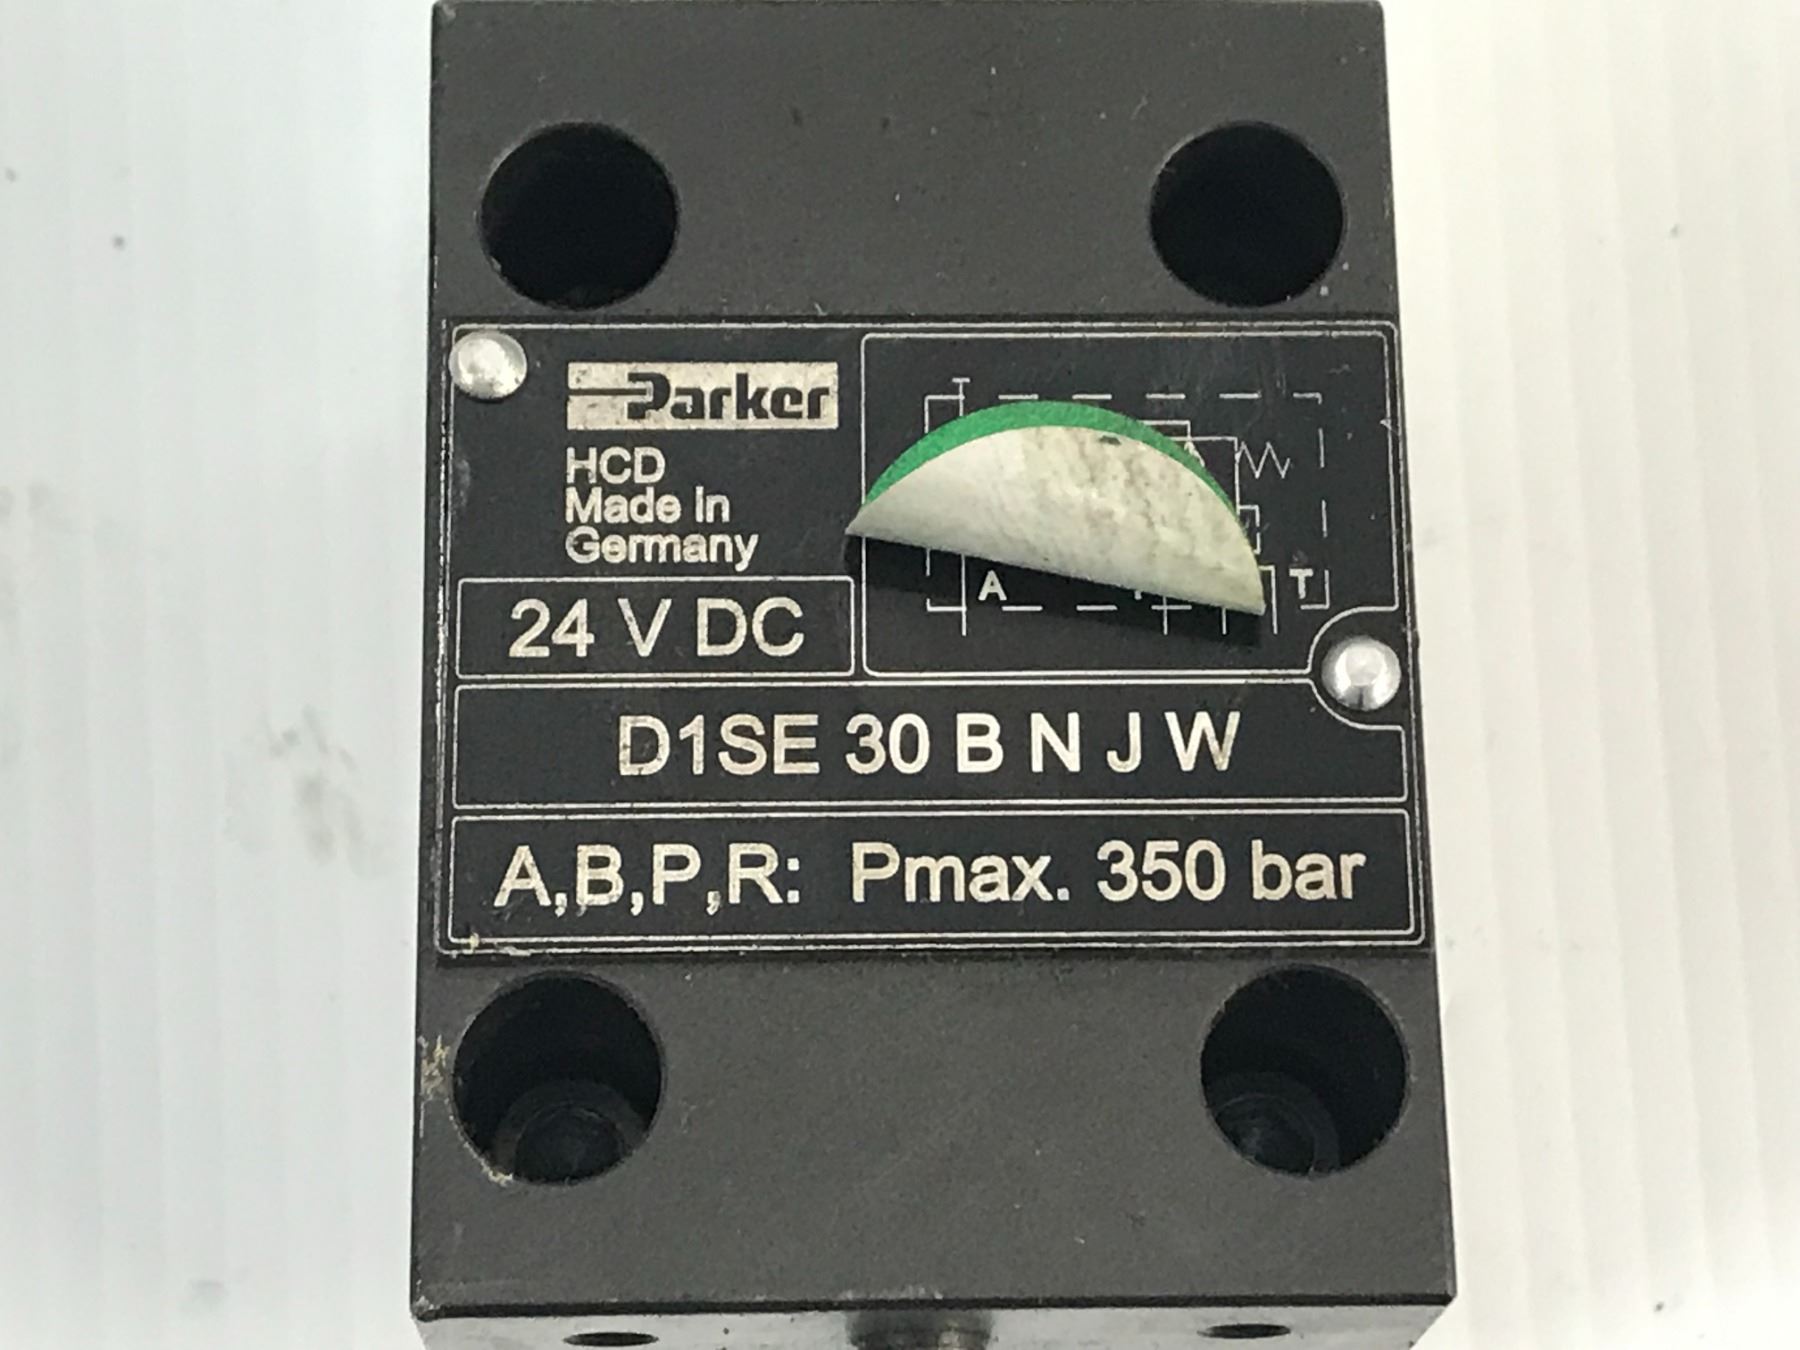 Parker
HCD
Made in
Germany
A
T
24 V DC
D1SE 30 B N J W
A,B,P,R: Pmax. 350 bar